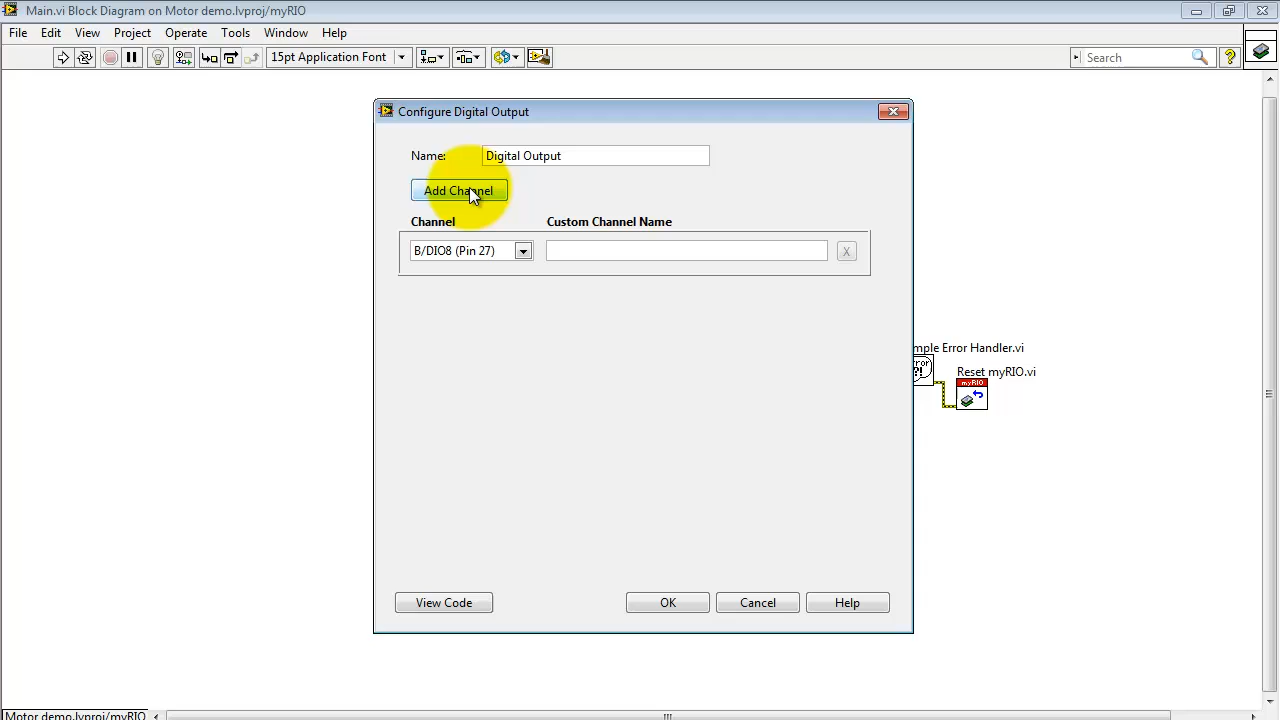 Main.vi Block Diagram on Motor demo.lvproj/myRIO
File Edit View Project Operate Tools Window Help
15pt Application Font
Search
?
Configure Digital Output
Name: Digital Output
Add Channel
Channel Custom Channel Name
B/DIO8 (Pin 27) X
mple Error Handler.vi
?!
Reset myRIO.vi
myRIO
View Code OK Cancel Help
Motor demo.lvproj/myRIO